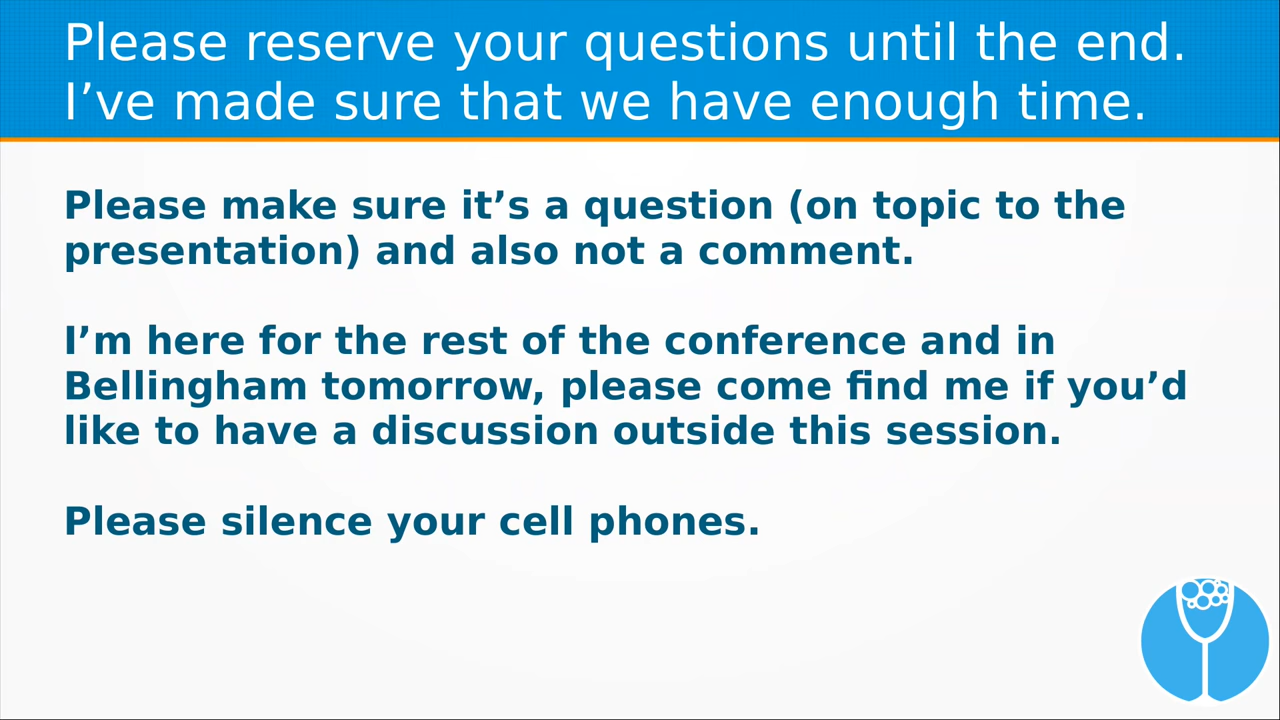 Please reserve your questions until the end.
I’ve made sure that we have enough time.
Please make sure it’s a question (on topic to the
presentation) and also not a comment.
I’m here for the rest of the conference and in
Bellingham tomorrow, please come find me if you’d
like to have a discussion outside this session.
Please silence your cell phones.